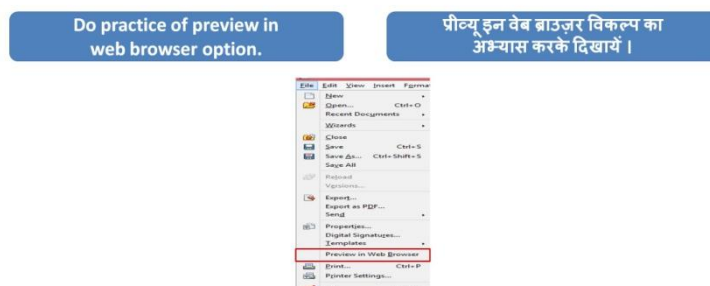 Do practice of preview in
web browser option.
प्रीव्यू इन वेब ब्राउज़र विकल्प का
अभ्यास करके दिखायें ।
File Edit View Insert Forma
New
Open... Ctrl+O
Recent Documents
Wizards
Close
Save Ctrl+S
Save As... Ctrl+Shift+S
Save All
Reload
Versions...
Export...
Export as PDF...
Send
Properties...
Digital Signatures...
Templates
Preview in Web Browser
Print... Ctrl+P
Printer Settings...